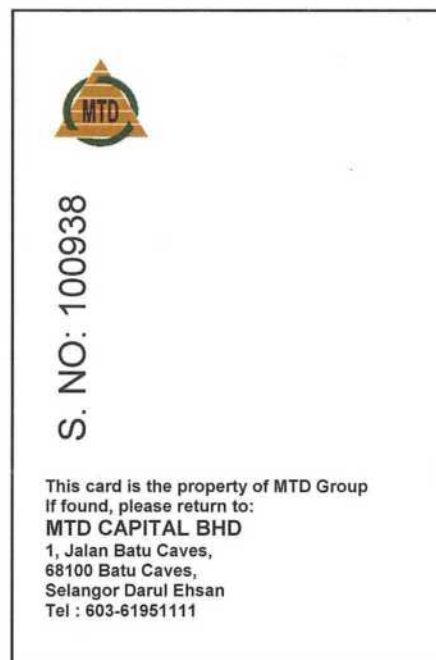 MTD
S. NO: 100938
This card is the property of MTD Group
If found, please return to:
MTD CAPITAL BHD
1, Jalan Batu Caves,
68100 Batu Caves,
Selangor Darul Ehsan
Tel : 603-61951111